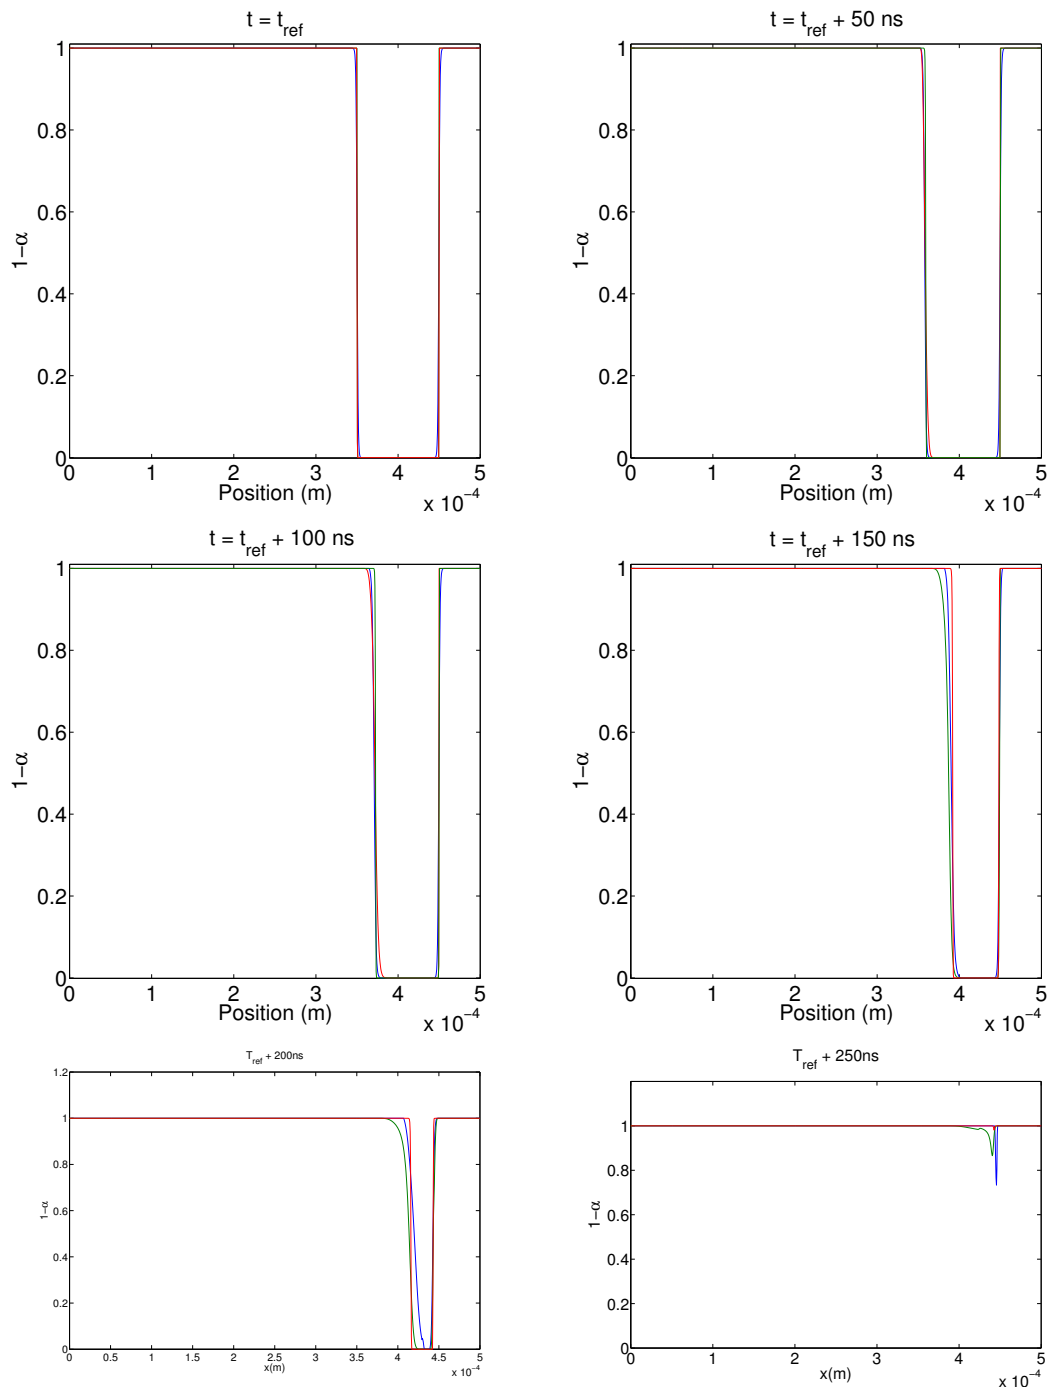 t = t_ref
t = t_ref + 50 ns
1
0.8
0.6
0.4
0.2
0
1−α
0 1 2 3 4 5
Position (m)
x 10^−4
1
0.8
0.6
0.4
0.2
0
1−α
0 1 2 3 4 5
Position (m)
x 10^−4
t = t_ref + 100 ns
t = t_ref + 150 ns
1
0.8
0.6
0.4
0.2
0
1−α
0 1 2 3 4 5
Position (m)
x 10^−4
1
0.8
0.6
0.4
0.2
0
1−α
0 1 2 3 4 5
Position (m)
x 10^−4
T_ref + 200ns
T_ref + 250ns
1.2
1
0.8
0.6
0.4
0.2
0
1−α
0 0.5 1 1.5 2 2.5 3 3.5 4 4.5 5
x(m)
x 10^−4
1
0.8
0.6
0.4
0.2
0
1−α
0 1 2 3 4 5
x(m)
x 10^−4